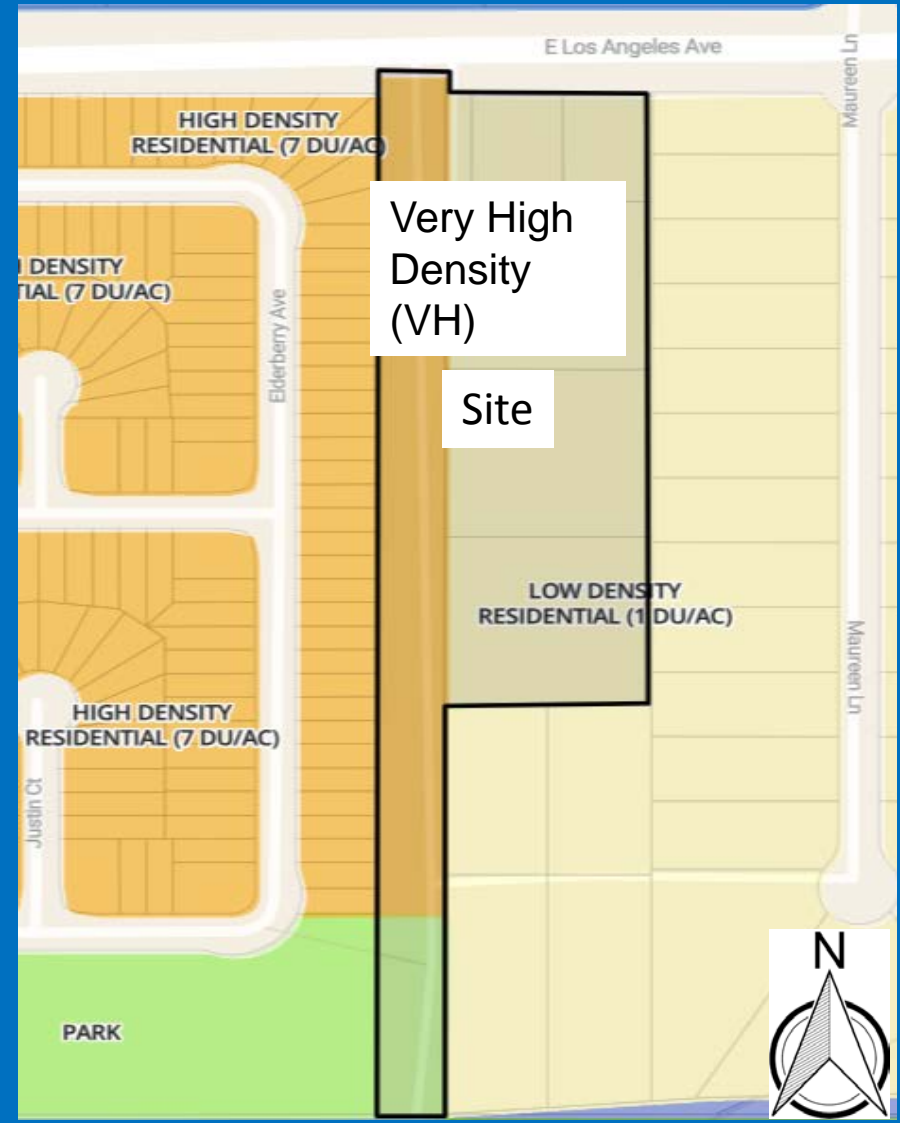 E Los Angeles Ave
Maureen Ln
HIGH DENSITY
RESIDENTIAL (7 DU/AC)
Very High
Density
(VH)
DENSITY
TIAL (7 DU/AC)
Elderberry Ave
Site
LOW DENSITY
RESIDENTIAL (1 DU/AC)
Maureen Ln
HIGH DENSITY
RESIDENTIAL (7 DU/AC)
Justin Ct
N
PARK